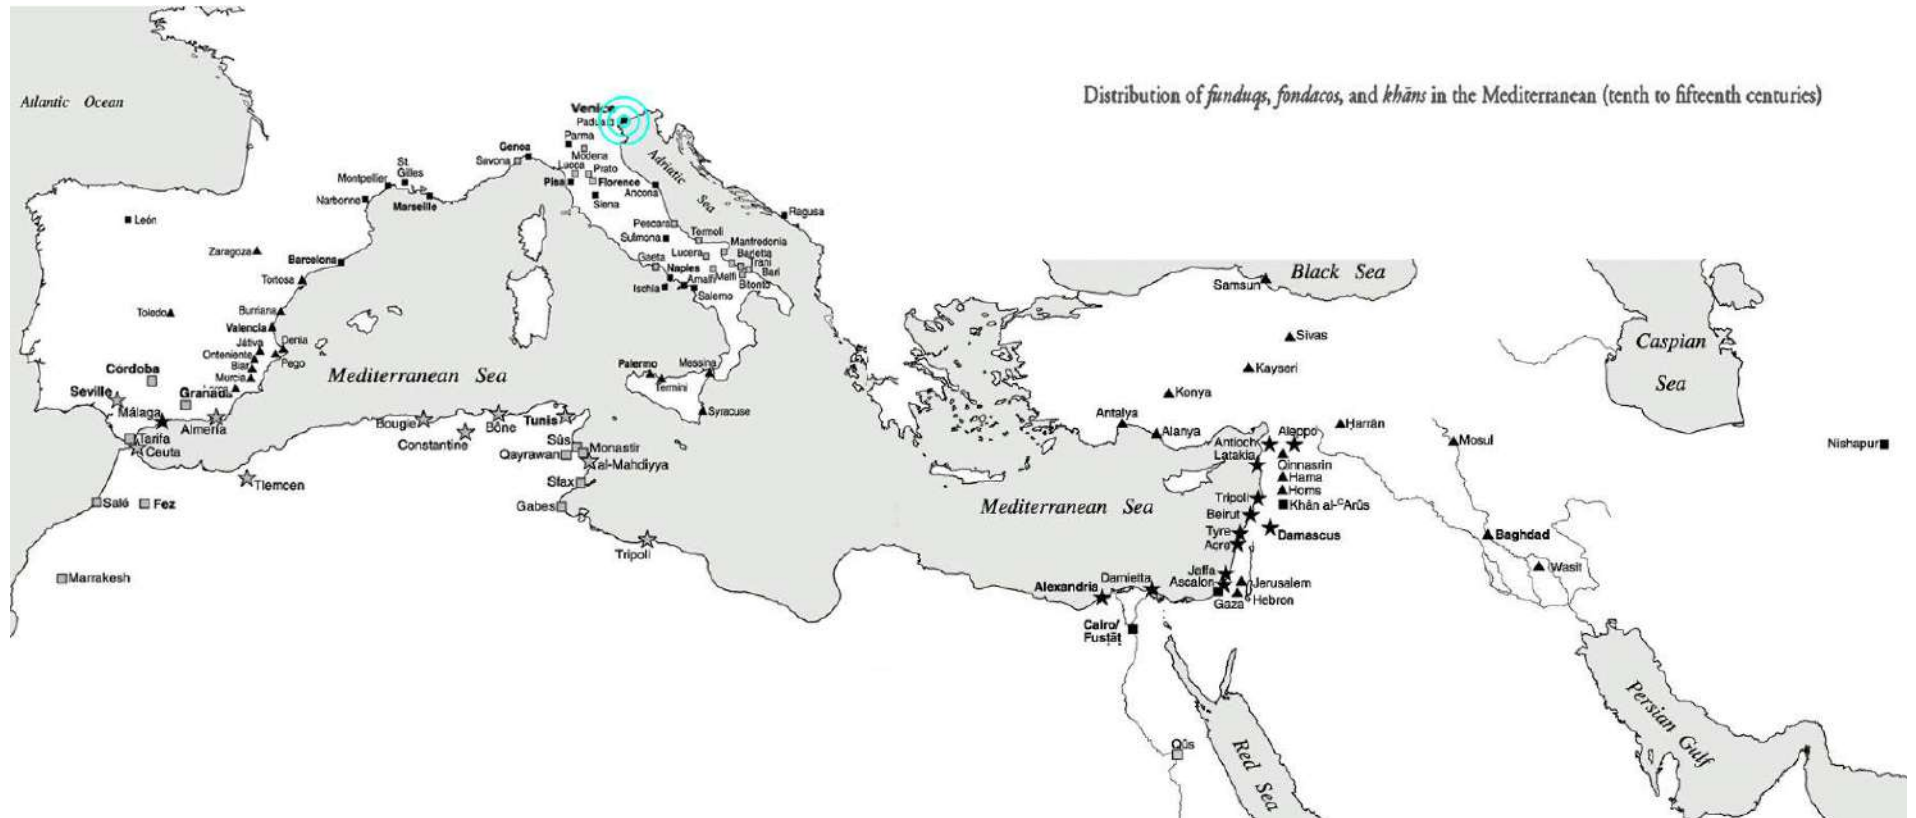 Distribution of funduqs, fondacos, and khāns in the Mediterranean (tenth to fifteenth centuries)
Atlantic Ocean
Venice
Padua
Parma
Modena
Genoa
Savona
Lucca
Prato
Pisa
Florence
Siena
Ancona
Adriatic
Sea
St.
Gilles
Montpellier
Narbonne
Marseille
León
Ragusa
Pescara
Termoli
Sulmona
Manfredonia
Lucera
Barletta
Trani
Bari
Gaeta
Naples
Amalfi
Melfi
Bitonto
Ischia
Salerno
Zaragoza
Barcelona
Tortosa
Toledo
Burriana
Valencia
Játiva
Denia
Onteniente
Pego
Biar
Murcia
Córdoba
Granada
Seville
Málaga
Almería
Tarifa
Ceuta
Mediterranean Sea
Palermo
Messina
Termini
Syracuse
Bougie
Bône
Tunis
Constantine
Sûs
Monastir
Qayrawan
al-Mahdiyya
Tlemcen
Sfax
Salé
Fez
Gabes
Tripoli
Marrakesh
Black Sea
Samsun
Sivas
Caspian
Sea
Kayseri
Konya
Antalya
Alanya
Antioch
Aleppo
Harrân
Mosul
Nishapur
Latakia
Qinnasrin
Hama
Homs
Tripoli
Khân al-ᶜArûs
Mediterranean Sea
Beirut
Tyre
Damascus
Acre
Baghdad
Wasit
Jaffa
Ascalon
Jerusalem
Alexandria
Damietta
Gaza
Hebron
Cairo/
Fusṭāṭ
Qûs
Red Sea
Persian Gulf